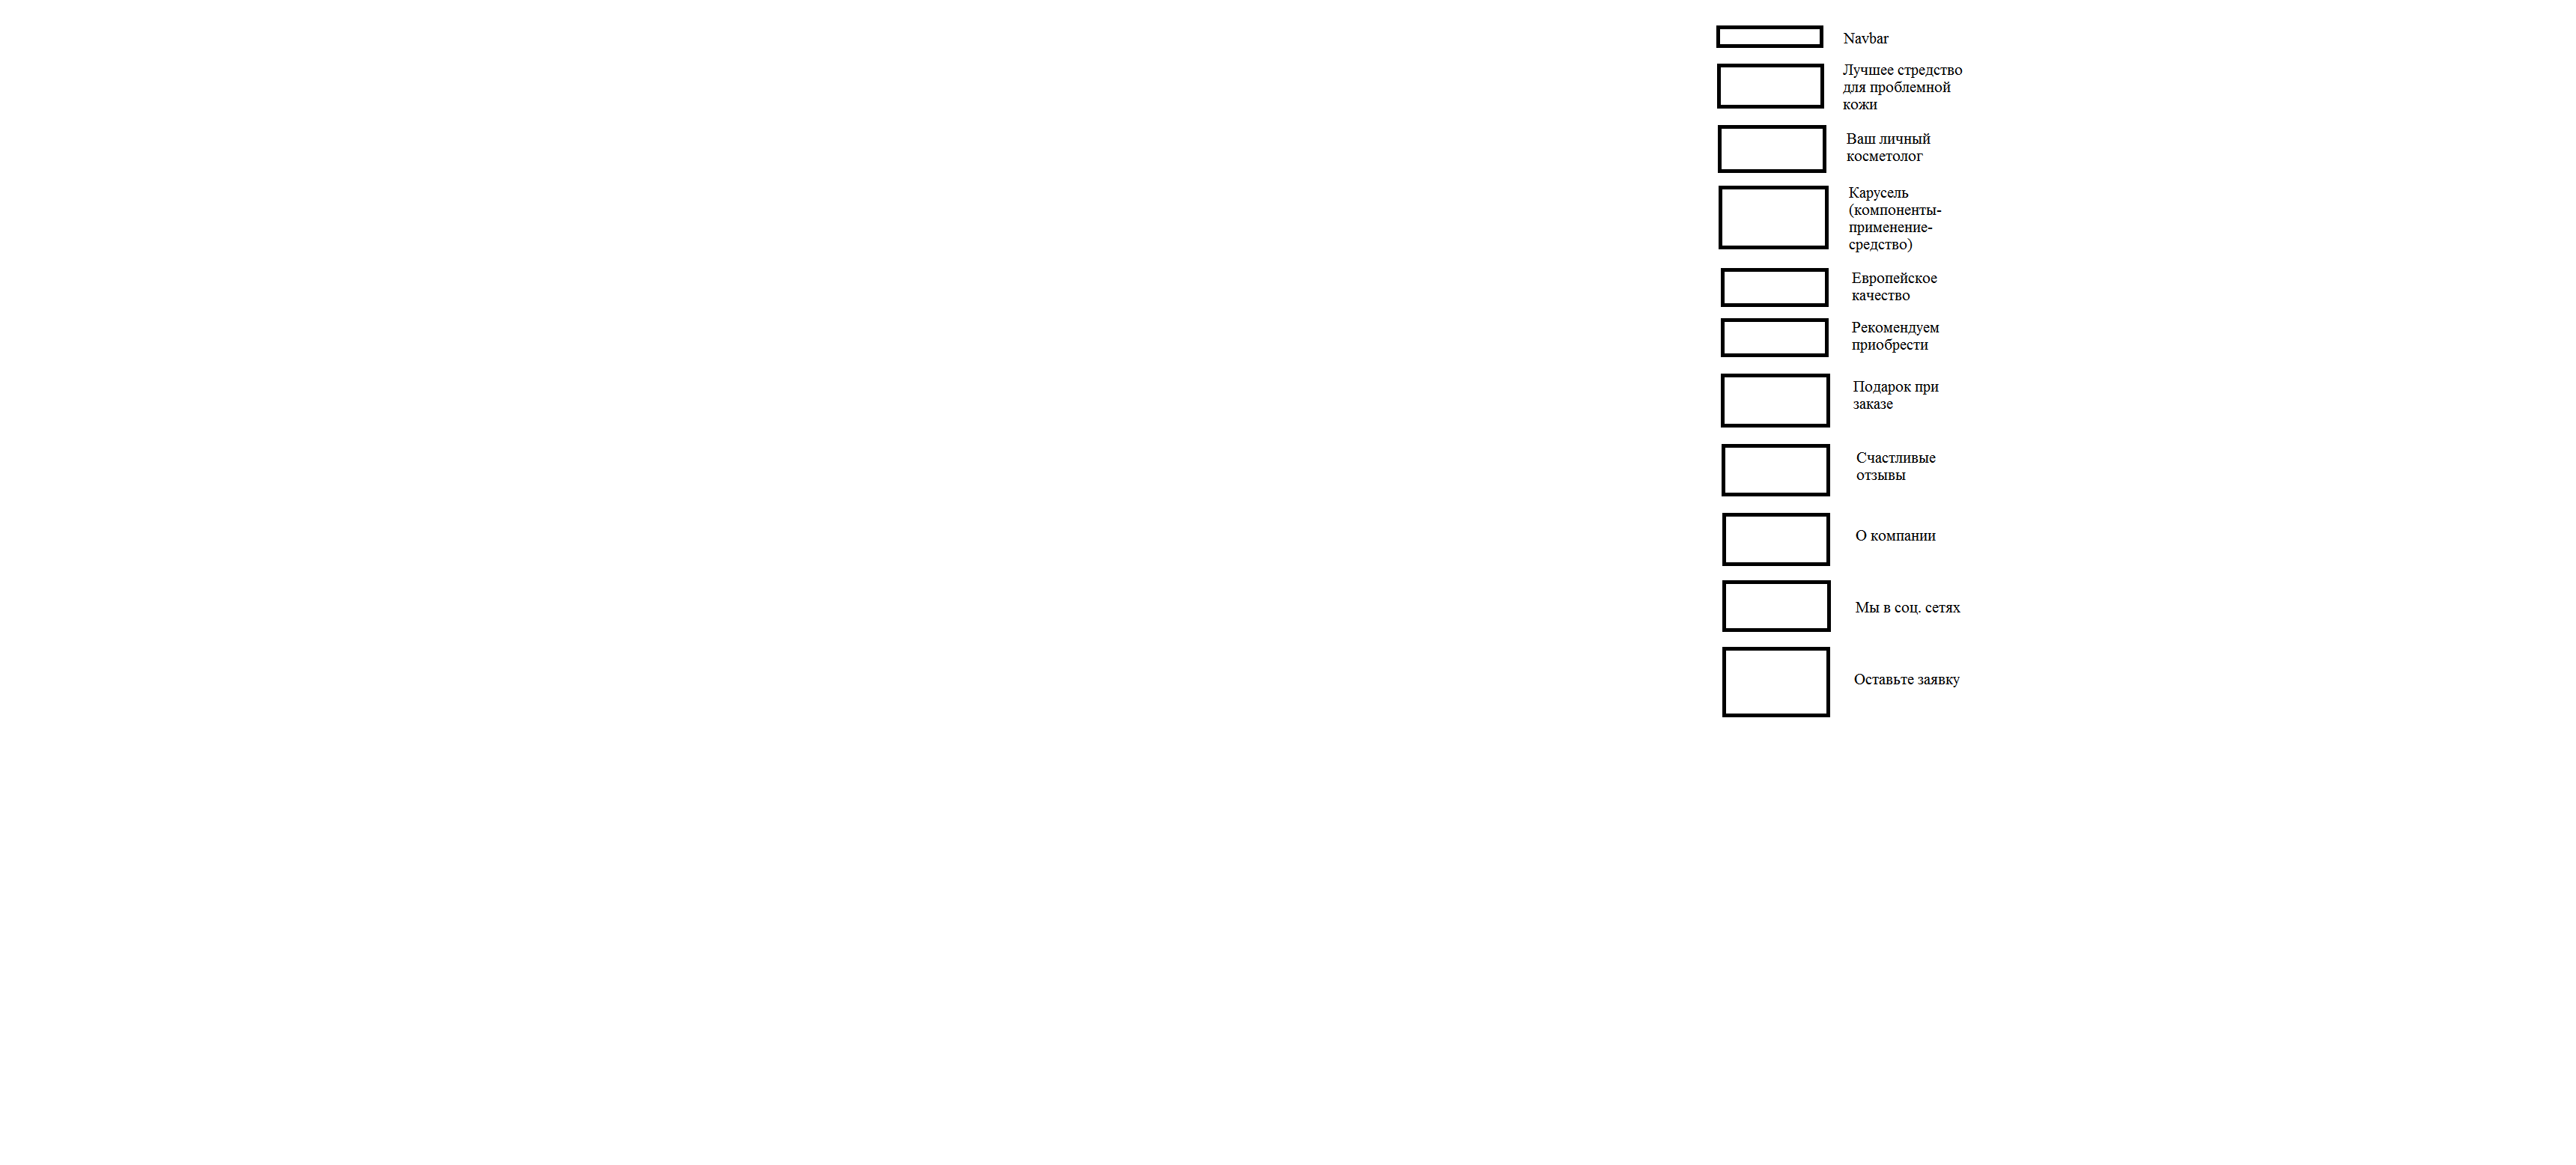 Navbar
Лучшее стредство
для проблемной
кожи
Ваш личный
косметолог
Карусель
(компоненты-
применение-
средство)
Европейское
качество
Рекомендуем
приобрести
Подарок при
заказе
Счастливые
отзывы
О компании
Мы в соц. сетях
Оставьте заявку